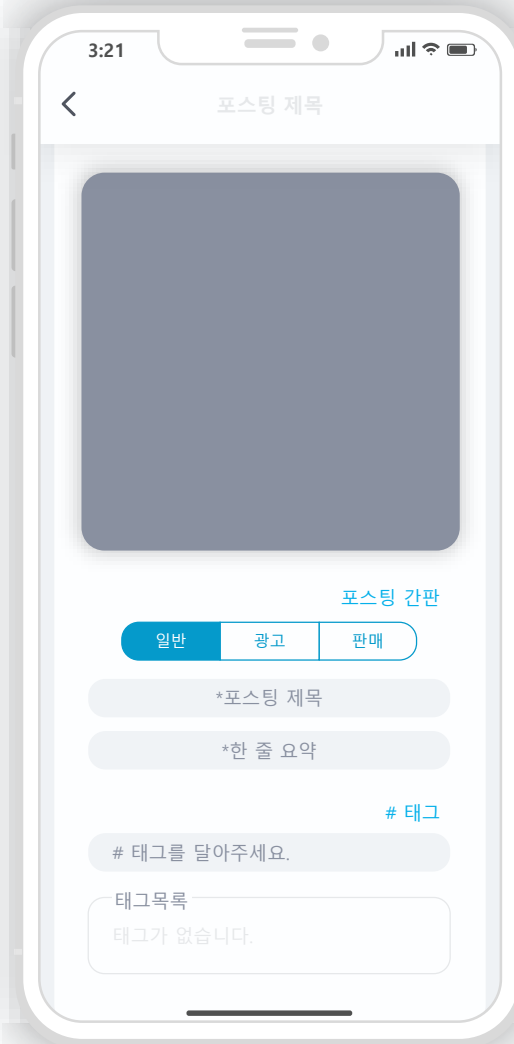 3:21
포스팅 제목
포스팅 간판
일반 광고 판매
*포스팅 제목
*한 줄 요약
# 태그
# 태그를 달아주세요.
태그목록
태그가 없습니다.